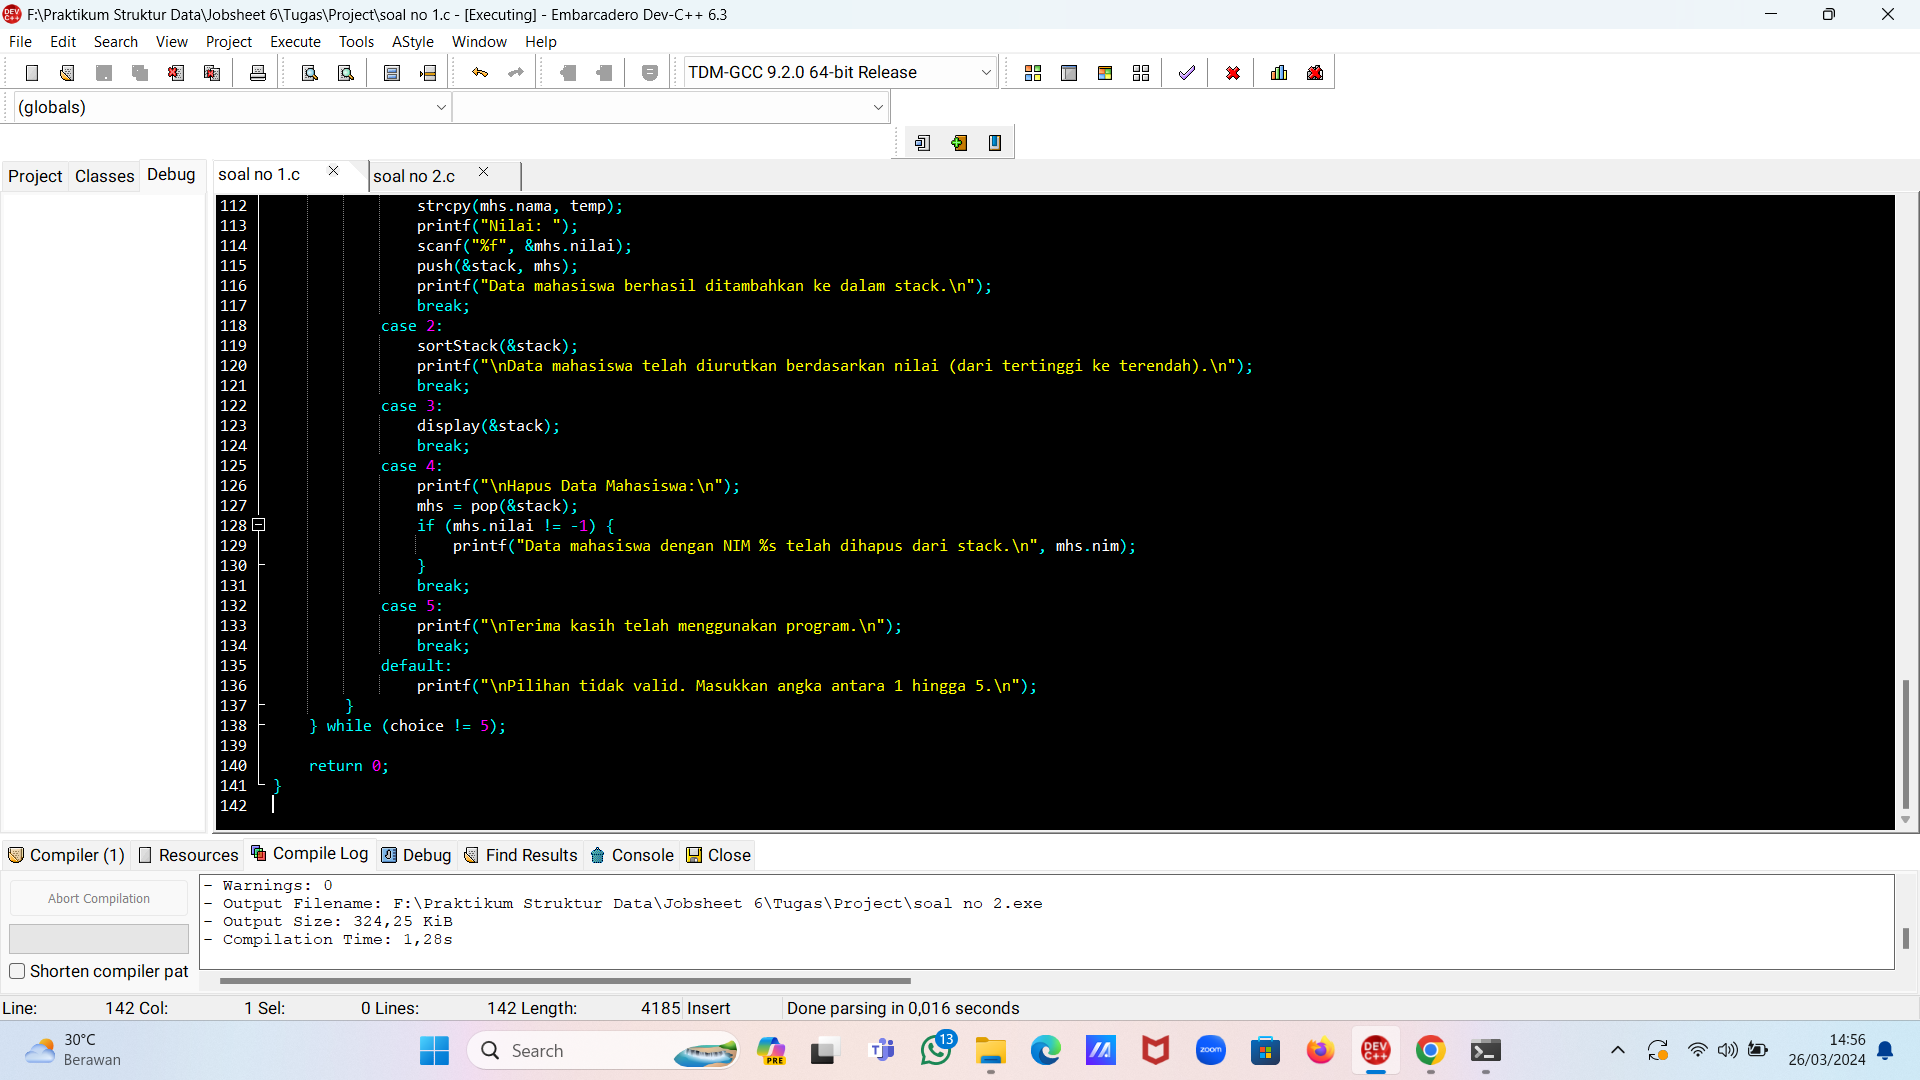 F:\Praktikum Struktur Data\Jobsheet 6\Tugas\Project\soal no 1.c - [Executing] - Embarcadero Dev-C++ 6.3
File Edit Search View Project Execute Tools AStyle Window Help
TDM-GCC 9.2.0 64-bit Release
(globals)
Project Classes Debug soal no 1.c soal no 2.c
112 strcpy(mhs.nama, temp);
113 printf("Nilai: ");
114 scanf("%f", &mhs.nilai);
115 push(&stack, mhs);
116 printf("Data mahasiswa berhasil ditambahkan ke dalam stack.\n");
117 break;
118 case 2:
119 sortStack(&stack);
120 printf("\nData mahasiswa telah diurutkan berdasarkan nilai (dari tertinggi ke terendah).\n");
121 break;
122 case 3:
123 display(&stack);
124 break;
125 case 4:
126 printf("\nHapus Data Mahasiswa:\n");
127 mhs = pop(&stack);
128 if (mhs.nilai != -1) {
129 printf("Data mahasiswa dengan NIM %s telah dihapus dari stack.\n", mhs.nim);
130 }
131 break;
132 case 5:
133 printf("\nTerima kasih telah menggunakan program.\n");
134 break;
135 default:
136 printf("\nPilihan tidak valid. Masukkan angka antara 1 hingga 5.\n");
137 }
138 } while (choice != 5);
139
140 return 0;
141 }
142
Compiler (1) Resources Compile Log Debug Find Results Console Close
Abort Compilation
Shorten compiler pat
- Warnings: 0
- Output Filename: F:\Praktikum Struktur Data\Jobsheet 6\Tugas\Project\soal no 2.exe
- Output Size: 324,25 KiB
- Compilation Time: 1,28s
Line: 142 Col: 1 Sel: 0 Lines: 142 Length: 4185 Insert Done parsing in 0,016 seconds
30°C
Berawan
Search
PRE
13
zoom
DEV
C++
14:56
26/03/2024